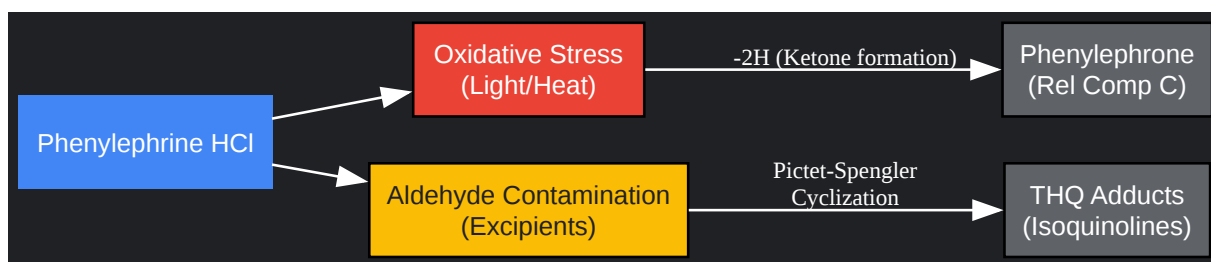 Phenylephrine HCl
Oxidative Stress
(Light/Heat)
-2H (Ketone formation)
Phenylephrone
(Rel Comp C)
Aldehyde Contamination
(Excipients)
Pictet-Spengler
Cyclization
THQ Adducts
(Isoquinolines)